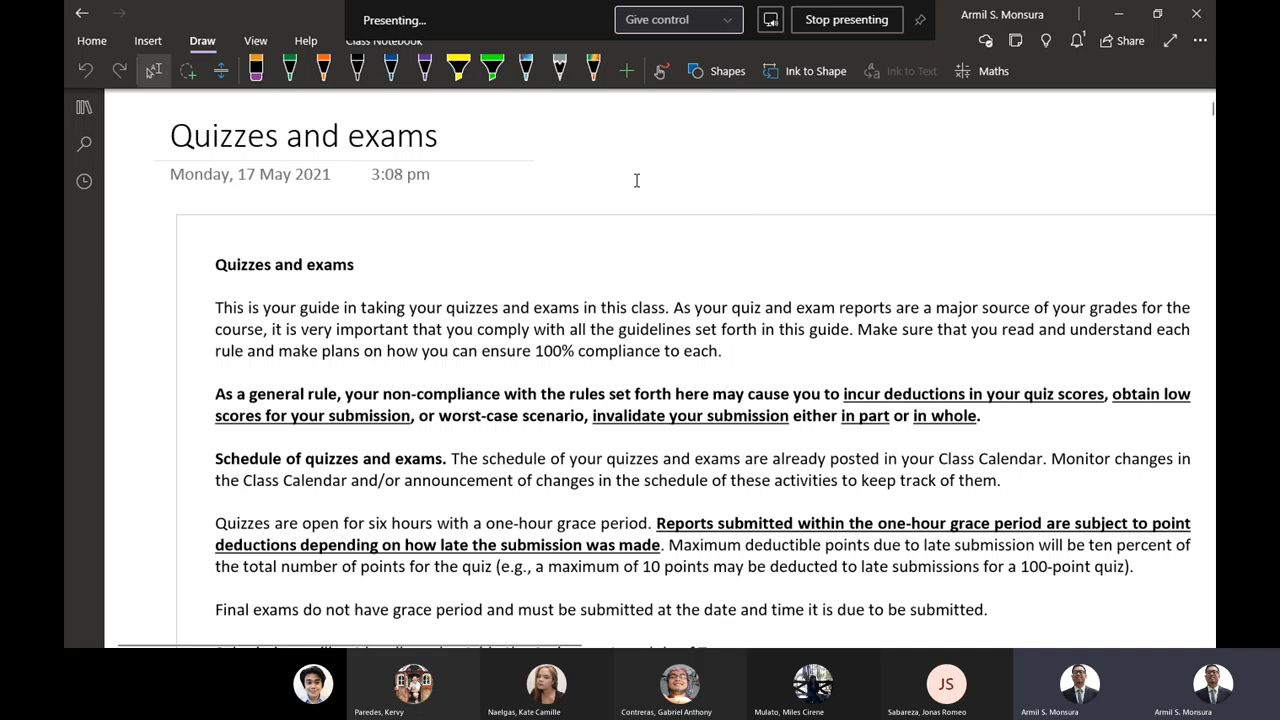 Presenting...
Give control
Stop presenting
Armil S. Monsura
Home
Insert
Draw
View
Help
Class Notebook
Share
Shapes
Ink to Shape
Ink to Text
Maths
Quizzes and exams
Monday, 17 May 2021
3:08 pm
Quizzes and exams
This is your guide in taking your quizzes and exams in this class. As your quiz and exam reports are a major source of your grades for the
course, it is very important that you comply with all the guidelines set forth in this guide. Make sure that you read and understand each
rule and make plans on how you can ensure 100% compliance to each.
As a general rule, your non-compliance with the rules set forth here may cause you to incur deductions in your quiz scores, obtain low
scores for your submission, or worst-case scenario, invalidate your submission either in part or in whole.
Schedule of quizzes and exams. The schedule of your quizzes and exams are already posted in your Class Calendar. Monitor changes in
the Class Calendar and/or announcement of changes in the schedule of these activities to keep track of them.
Quizzes are open for six hours with a one-hour grace period. Reports submitted within the one-hour grace period are subject to point
deductions depending on how late the submission was made. Maximum deductible points due to late submission will be ten percent of
the total number of points for the quiz (e.g., a maximum of 10 points may be deducted to late submissions for a 100-point quiz).
Final exams do not have grace period and must be submitted at the date and time it is due to be submitted.
Paredes, Kervy
Naelgas, Kate Camille
Contreras, Gabriel Anthony
Mulato, Miles Cirene
JS
Sabareza, Jonas Romeo
Armil S. Monsura
Armil S. Monsura